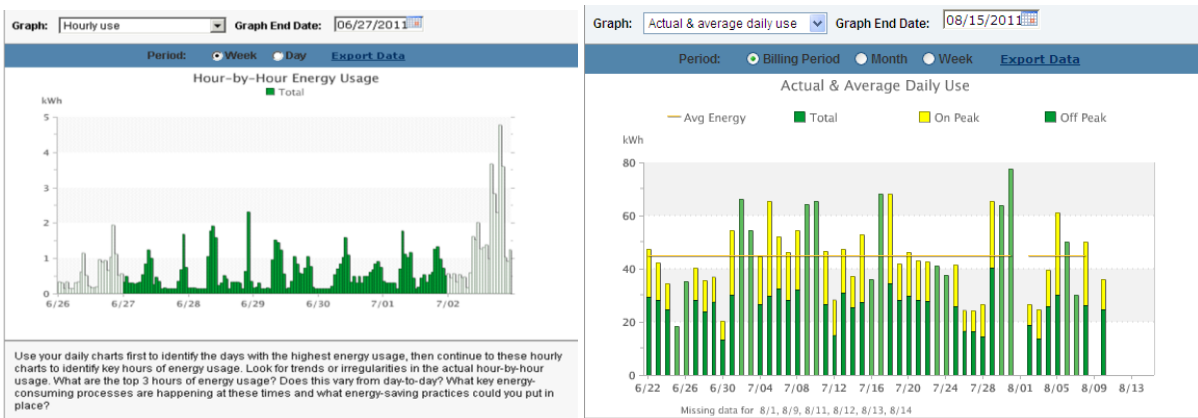 Graph: Hourly use Graph End Date: 06/27/2011
Period: Week Day Export Data
Hour-by-Hour Energy Usage
Total
kWh
5
4
3
2
1
0
6/26 6/27 6/28 6/29 6/30 7/01 7/02
Use your daily charts first to identify the days with the highest energy usage, then continue to these hourly
charts to identify key hours of energy usage. Look for trends or irregularities in the actual hour-by-hour
usage. What are the top 3 hours of energy usage? Does this vary from day-to-day? What key energy-
consuming processes are happening at these times and what energy-saving practices could you put in
place?
Graph: Actual & average daily use Graph End Date: 08/15/2011
Period: Billing Period Month Week Export Data
Actual & Average Daily Use
Avg Energy Total On Peak Off Peak
kWh
80
60
40
20
0
6/22 6/26 6/30 7/04 7/08 7/12 7/16 7/20 7/24 7/28 8/01 8/05 8/09 8/13
Missing data for 8/1, 8/9, 8/11, 8/12, 8/13, 8/14